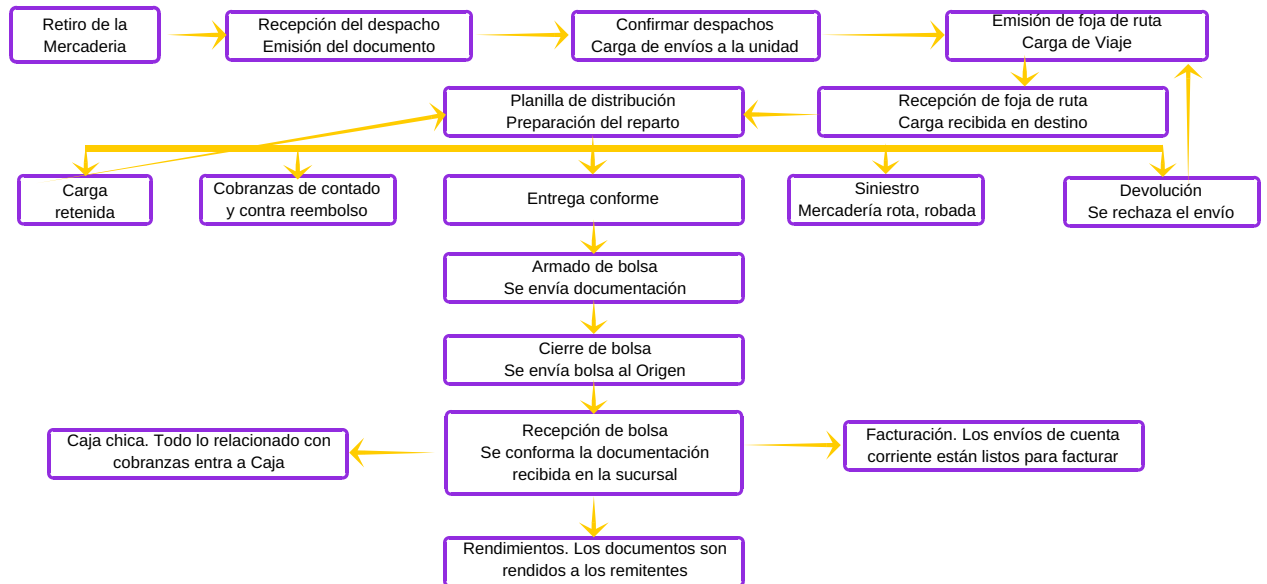 Retiro de la
Mercaderia
Recepción del despacho
Emisión del documento
Confirmar despachos
Carga de envíos a la unidad
Emisión de foja de ruta
Carga de Viaje
Planilla de distribución
Preparación del reparto
Recepción de foja de ruta
Carga recibida en destino
Carga
retenida
Cobranzas de contado
y contra reembolso
Entrega conforme
Siniestro
Mercadería rota, robada
Devolución
Se rechaza el envío
Armado de bolsa
Se envía documentación
Cierre de bolsa
Se envía bolsa al Origen
Caja chica. Todo lo relacionado con
cobranzas entra a Caja
Recepción de bolsa
Se conforma la documentación
recibida en la sucursal
Facturación. Los envíos de cuenta
corriente están listos para facturar
Rendimientos. Los documentos son
rendidos a los remitentes